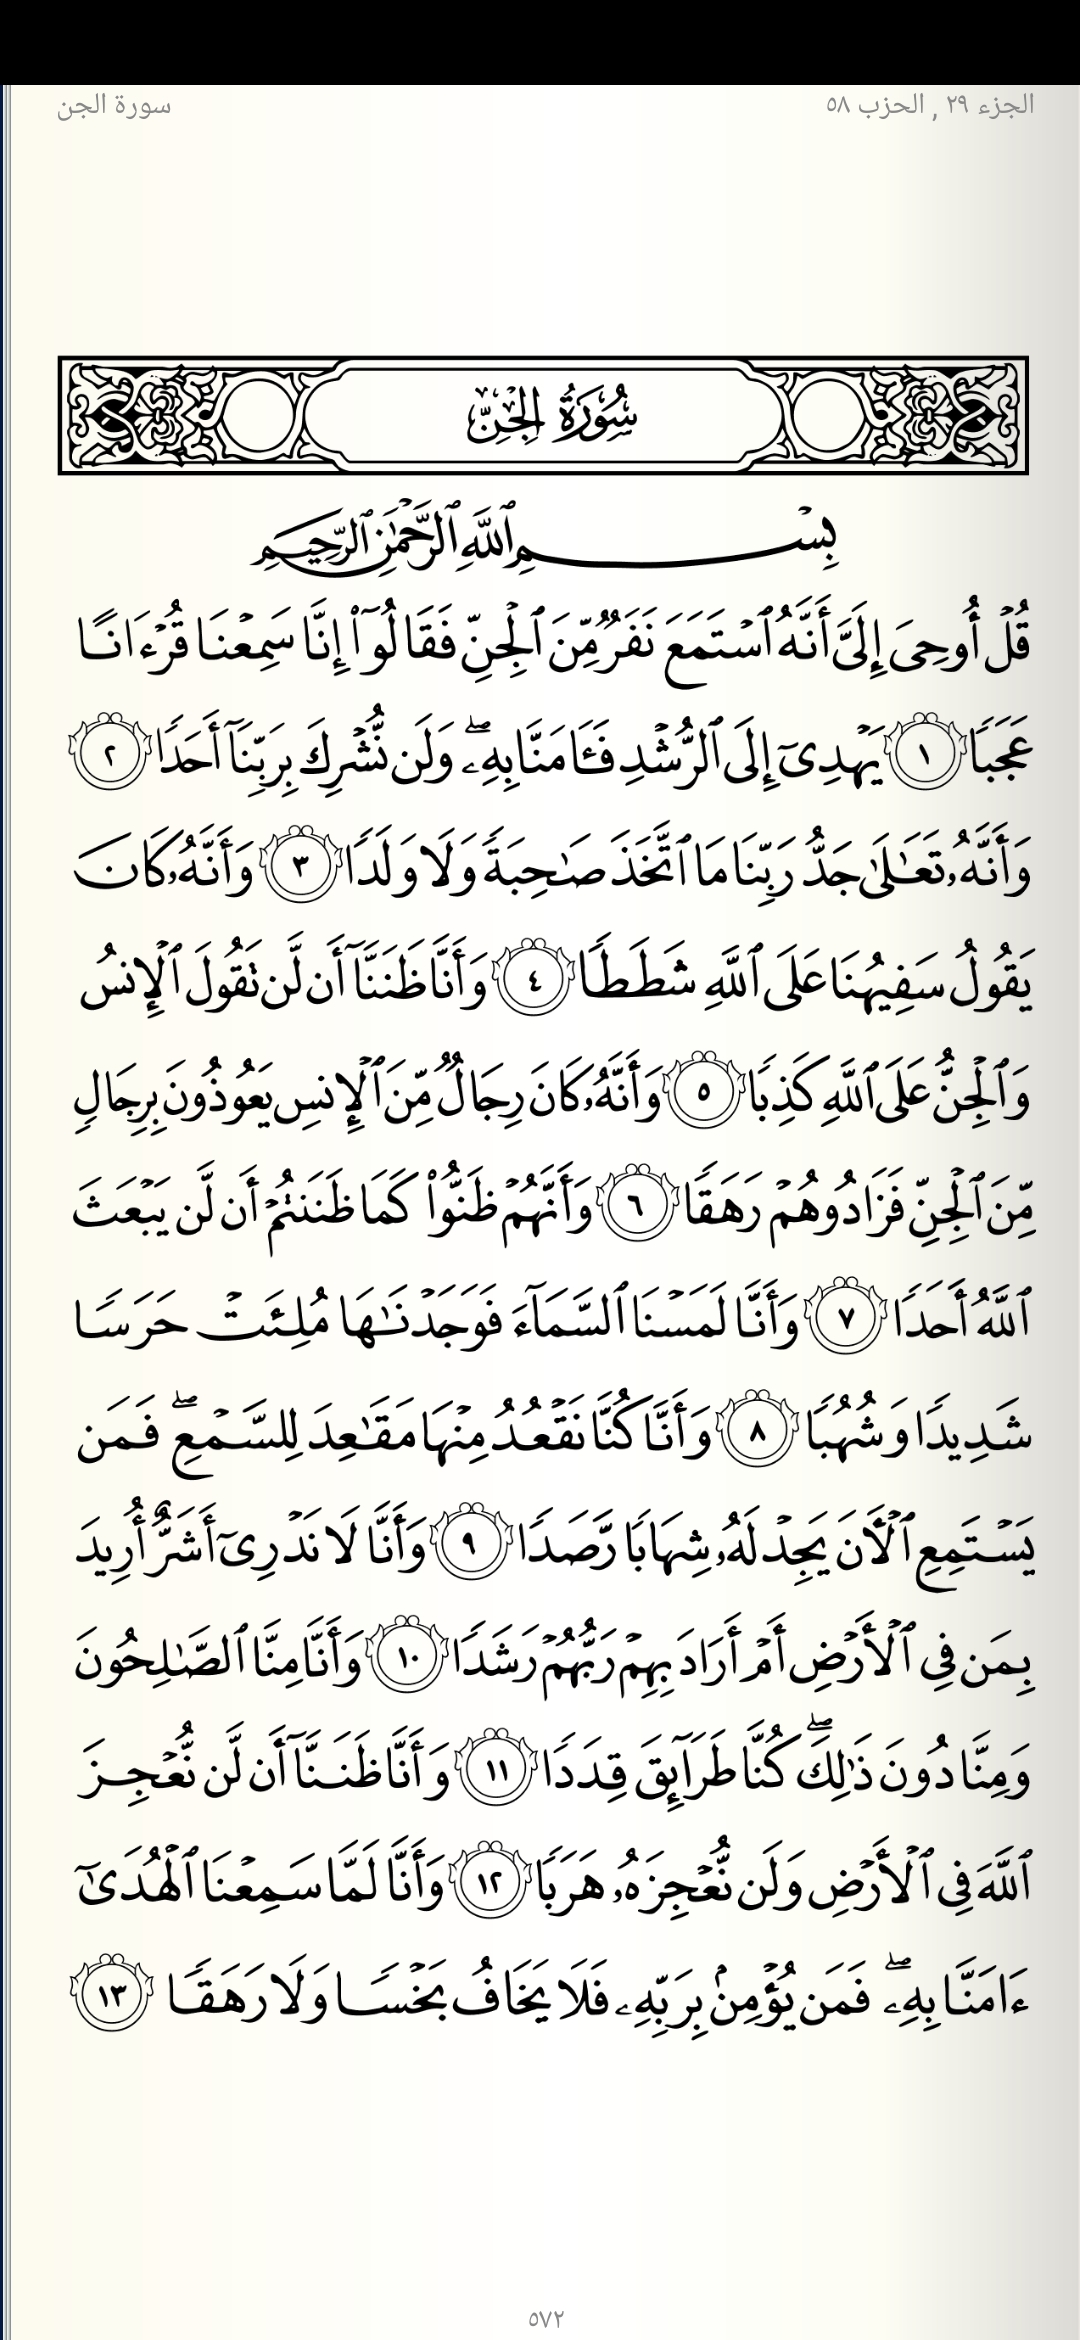 الجزء ٢٩ , الحزب ٥٨
سورة الجن
سُورَةُ الجِنِّ
بِسْمِ ٱللَّهِ ٱلرَّحْمَٰنِ ٱلرَّحِيمِ
قُلْ أُوحِيَ إِلَيَّ أَنَّهُ ٱسْتَمَعَ نَفَرٌ مِّنَ ٱلْجِنِّ فَقَالُوٓا۟ إِنَّا سَمِعْنَا قُرْءَانًا
عَجَبًا ١ يَهْدِىٓ إِلَى ٱلرُّشْدِ فَـَٔامَنَّا بِهِۦ ۖ وَلَن نُّشْرِكَ بِرَبِّنَآ أَحَدًا ٢
وَأَنَّهُۥ تَعَٰلَىٰ جَدُّ رَبِّنَا مَا ٱتَّخَذَ صَٰحِبَةً وَلَا وَلَدًا ٣ وَأَنَّهُۥ كَانَ
يَقُولُ سَفِيهُنَا عَلَى ٱللَّهِ شَطَطًا ٤ وَأَنَّا ظَنَنَّآ أَن لَّن تَقُولَ ٱلْإِنسُ
وَٱلْجِنُّ عَلَى ٱللَّهِ كَذِبًا ٥ وَأَنَّهُۥ كَانَ رِجَالٌ مِّنَ ٱلْإِنسِ يَعُوذُونَ بِرِجَالٍ
مِّنَ ٱلْجِنِّ فَزَادُوهُمْ رَهَقًا ٦ وَأَنَّهُمْ ظَنُّوا۟ كَمَا ظَنَنتُمْ أَن لَّن يَبْعَثَ
ٱللَّهُ أَحَدًا ٧ وَأَنَّا لَمَسْنَا ٱلسَّمَآءَ فَوَجَدْنَٰهَا مُلِئَتْ حَرَسًا
شَدِيدًا وَشُهُبًا ٨ وَأَنَّا كُنَّا نَقْعُدُ مِنْهَا مَقَٰعِدَ لِلسَّمْعِ ۖ فَمَن
يَسْتَمِعِ ٱلْـَٔانَ يَجِدْ لَهُۥ شِهَابًا رَّصَدًا ٩ وَأَنَّا لَا نَدْرِىٓ أَشَرٌّ أُرِيدَ
بِمَن فِى ٱلْأَرْضِ أَمْ أَرَادَ بِهِمْ رَبُّهُمْ رَشَدًا ١٠ وَأَنَّا مِنَّا ٱلصَّٰلِحُونَ
وَمِنَّا دُونَ ذَٰلِكَ ۖ كُنَّا طَرَآئِقَ قِدَدًا ١١ وَأَنَّا ظَنَنَّآ أَن لَّن نُّعْجِزَ
ٱللَّهَ فِى ٱلْأَرْضِ وَلَن نُّعْجِزَهُۥ هَرَبًا ١٢ وَأَنَّا لَمَّا سَمِعْنَا ٱلْهُدَىٰٓ
ءَامَنَّا بِهِۦ ۖ فَمَن يُؤْمِنۢ بِرَبِّهِۦ فَلَا يَخَافُ بَخْسًا وَلَا رَهَقًا ١٣
٥٧٢